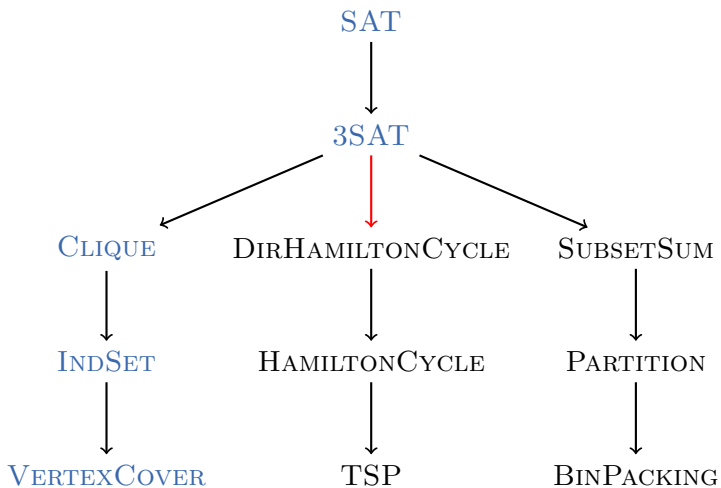 SAT
3SAT
CLIQUE DIRHAMILTONCYCLE SUBSETSUM
INDSET HAMILTONCYCLE PARTITION
VERTEXCOVER TSP BINPACKING